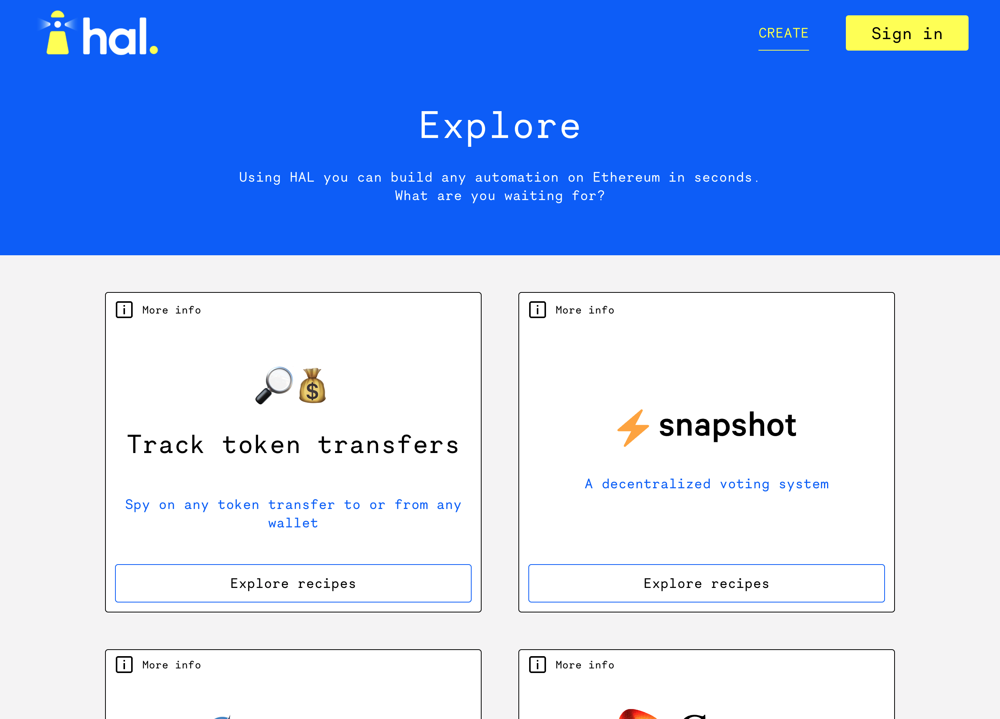 hal.
CREATE
Sign in
Explore
Using HAL you can build any automation on Ethereum in seconds.
What are you waiting for?
More info
Track token transfers
Spy on any token transfer to or from any
wallet
Explore recipes
More info
snapshot
A decentralized voting system
Explore recipes
More info
More info